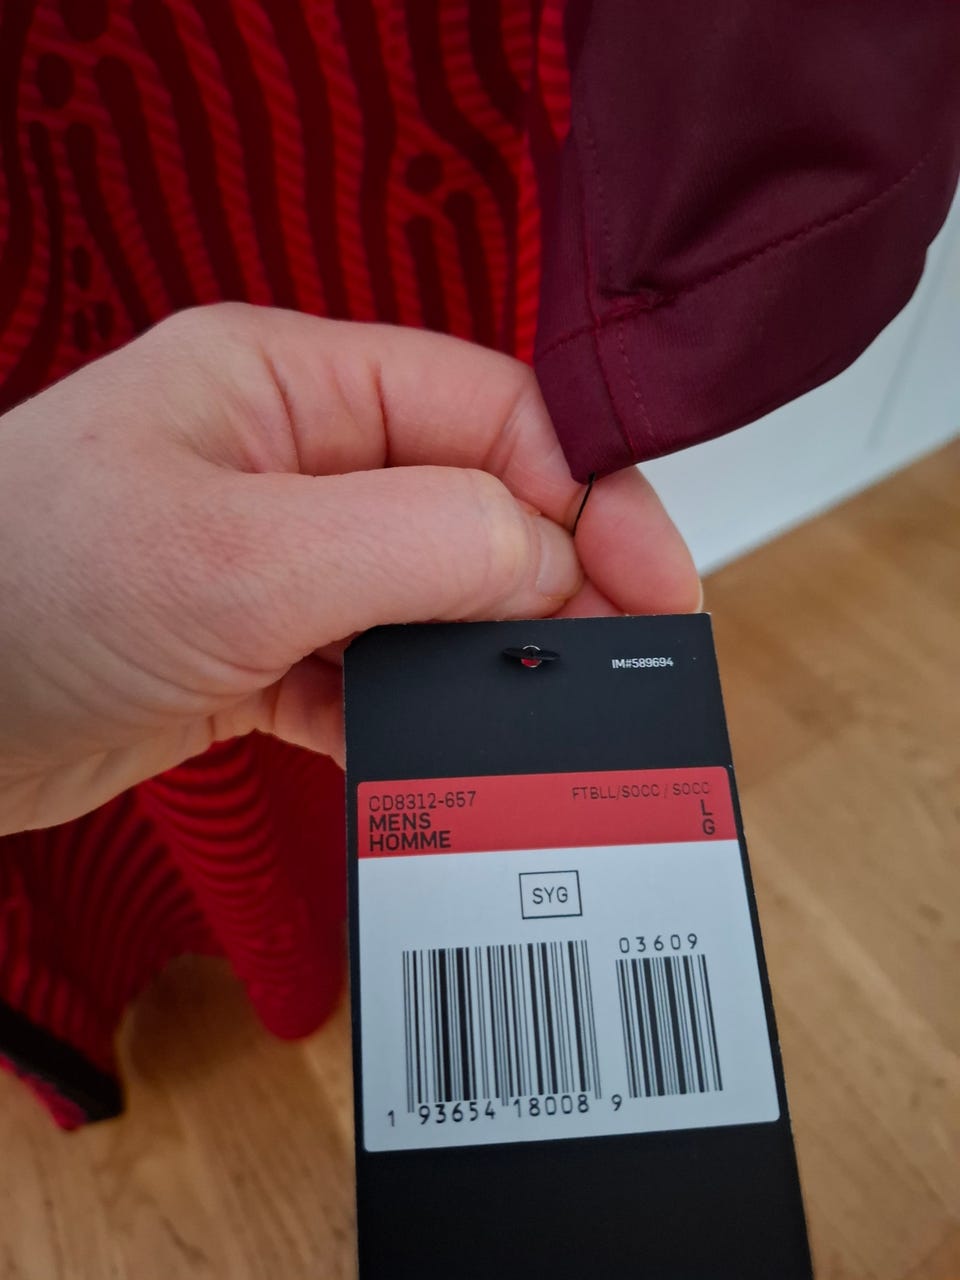 IM#589694
CD8312-657
FTBLL/SOCC / SOCC
MENS
L
HOMME
G
SYG
03609
1 93654 18008 9